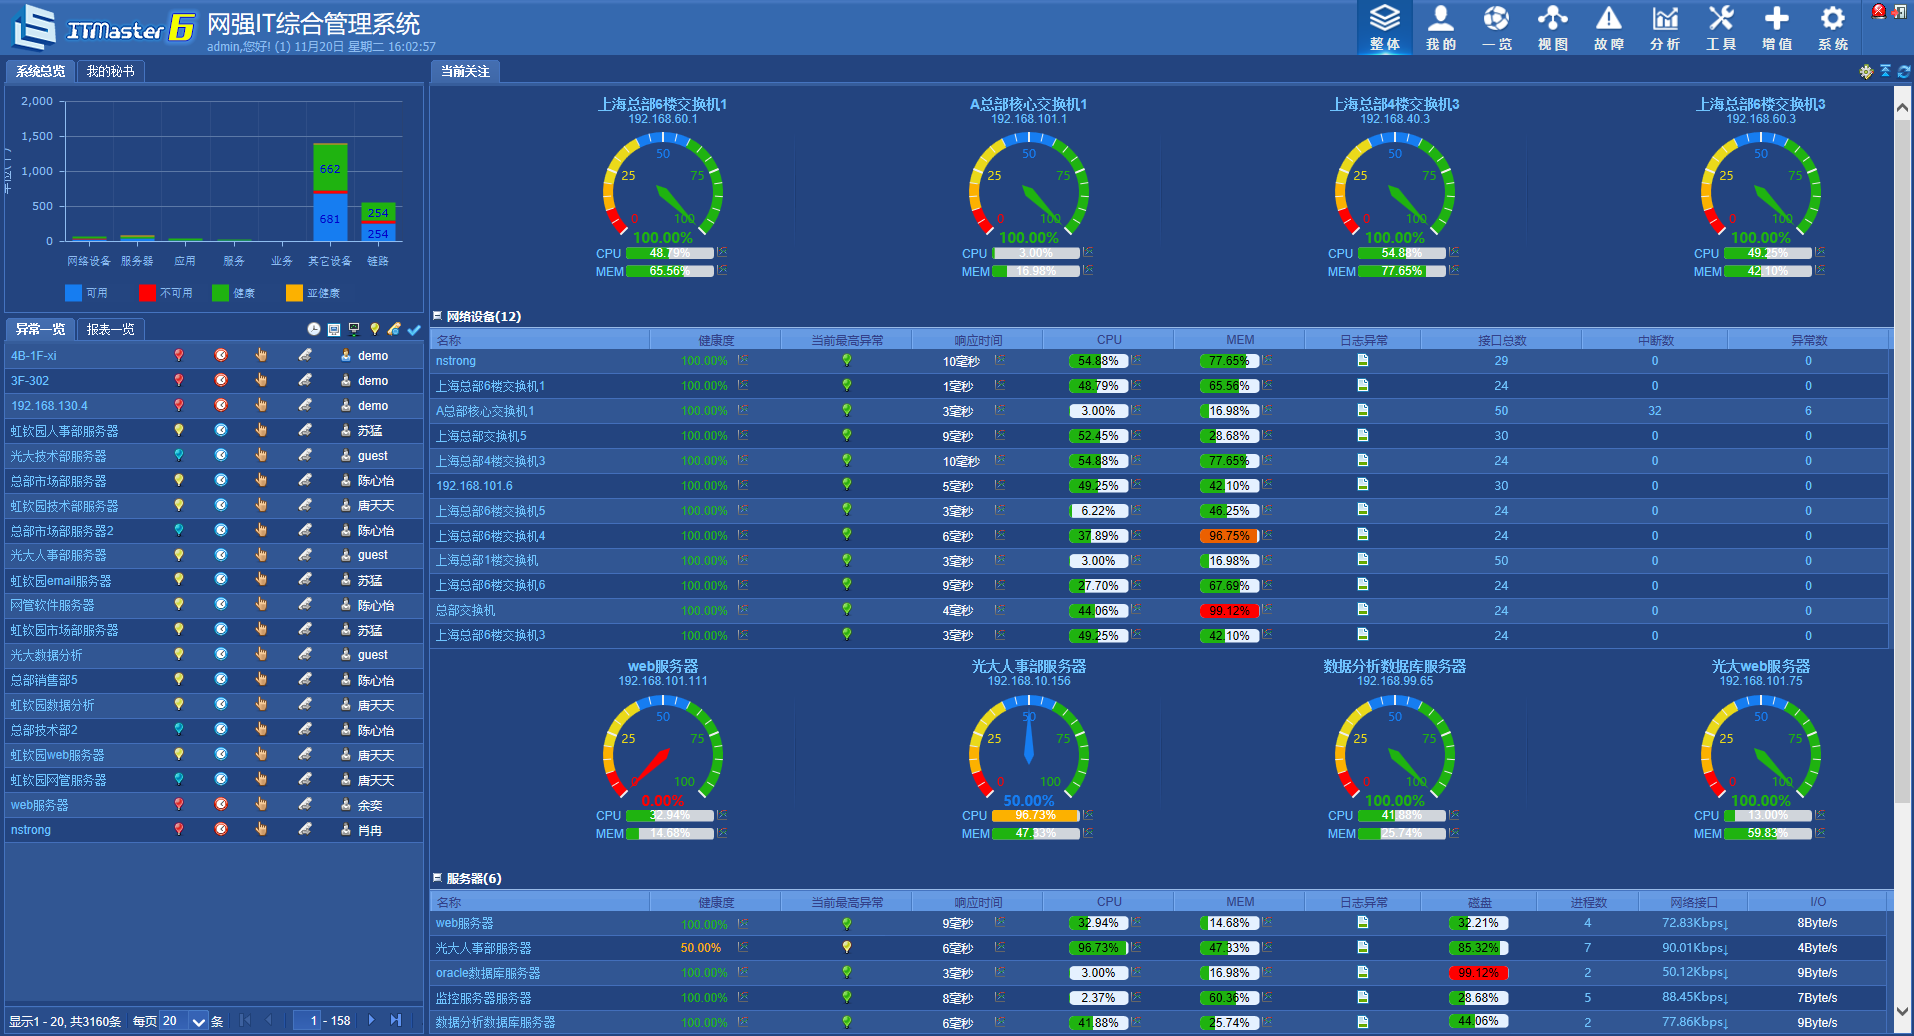 ITMaster 6 网强IT综合管理系统
admin,您好! (1) 11月20日 星期二 16:02:57
整体 我的 一览 视图 故障 分析 工具 增值 系统
系统总览 我的秘书
2,000
1,500
1,000
500
0
662
681
254
254
网络设备 服务器 应用 服务 业务 其它设备 链路
可用 不可用 健康 亚健康
异常一览 报表一览
4B-1F-xi demo
3F-302 demo
192.168.130.4 demo
虹钦园人事部服务器 苏猛
光大技术部服务器 guest
总部市场部服务器 陈心怡
虹钦园技术部服务器 唐天天
总部市场部服务器2 陈心怡
光大人事部服务器 guest
虹钦园email服务器 苏猛
网管软件服务器 陈心怡
虹钦园市场部服务器 苏猛
光大数据分析 guest
总部销售部5 陈心怡
虹钦园数据分析 唐天天
总部技术部2 陈心怡
虹钦园web服务器 唐天天
虹钦园网管服务器 唐天天
web服务器 余奕
nstrong 肖冉
显示1 - 20, 共3160条 每页 20 条 1 - 158
当前关注
上海总部6楼交换机1 A总部核心交换机1 上海总部4楼交换机3 上海总部6楼交换机3
192.168.60.1 192.168.101.1 192.168.40.3 192.168.60.3
0 25 50 75 100 0 25 50 75 100 0 25 50 75 100 0 25 50 75 100
100.00% 100.00% 100.00% 100.00%
CPU 48.79% CPU 3.00% CPU 54.88% CPU 49.25%
MEM 65.56% MEM 16.98% MEM 77.65% MEM 42.10%
网络设备(12)
名称 健康度 当前最高异常 响应时间 CPU MEM 日志异常 接口总数 中断数 异常数
nstrong 100.00% 10毫秒 54.88% 77.65% 29 0 0
上海总部6楼交换机1 100.00% 1毫秒 48.79% 65.56% 24 0 0
A总部核心交换机1 100.00% 3毫秒 3.00% 16.98% 50 32 6
上海总部交换机5 100.00% 9毫秒 52.45% 28.68% 30 0 0
上海总部4楼交换机3 100.00% 10毫秒 54.88% 77.65% 24 0 0
192.168.101.6 100.00% 5毫秒 49.25% 42.10% 30 0 0
上海总部6楼交换机5 100.00% 3毫秒 6.22% 46.25% 24 0 0
上海总部6楼交换机4 100.00% 6毫秒 37.89% 96.75% 24 0 0
上海总部1楼交换机 100.00% 3毫秒 3.00% 16.98% 50 0 0
上海总部6楼交换机6 100.00% 9毫秒 27.70% 67.69% 24 0 0
总部交换机 100.00% 4毫秒 44.06% 99.12% 24 0 0
上海总部6楼交换机3 100.00% 3毫秒 49.25% 42.10% 24 0 0
web服务器 光大人事部服务器 数据分析数据库服务器 光大web服务器
192.168.101.111 192.168.10.156 192.168.99.65 192.168.101.75
0 25 50 75 100 0 25 50 75 100 0 25 50 75 100 0 25 50 75 100
0.00% 50.00% 100.00% 100.00%
CPU 32.94% CPU 96.73% CPU 41.88% CPU 13.00%
MEM 14.68% MEM 47.33% MEM 25.74% MEM 59.83%
服务器(6)
名称 健康度 当前最高异常 响应时间 CPU MEM 日志异常 磁盘 进程数 网络接口 I/O
web服务器 100.00% 9毫秒 32.94% 14.68% 32.21% 4 72.83Kbps↓ 8Byte/s
光大人事部服务器 50.00% 6毫秒 96.73% 47.33% 85.32% 7 90.01Kbps↓ 4Byte/s
oracle数据库服务器 100.00% 3毫秒 3.00% 16.98% 99.12% 2 50.12Kbps↓ 9Byte/s
监控服务器服务器 100.00% 8毫秒 2.37% 60.36% 28.68% 5 88.45Kbps↓ 7Byte/s
数据分析数据库服务器 100.00% 6毫秒 41.88% 25.74% 44.06% 2 77.86Kbps↓ 9Byte/s